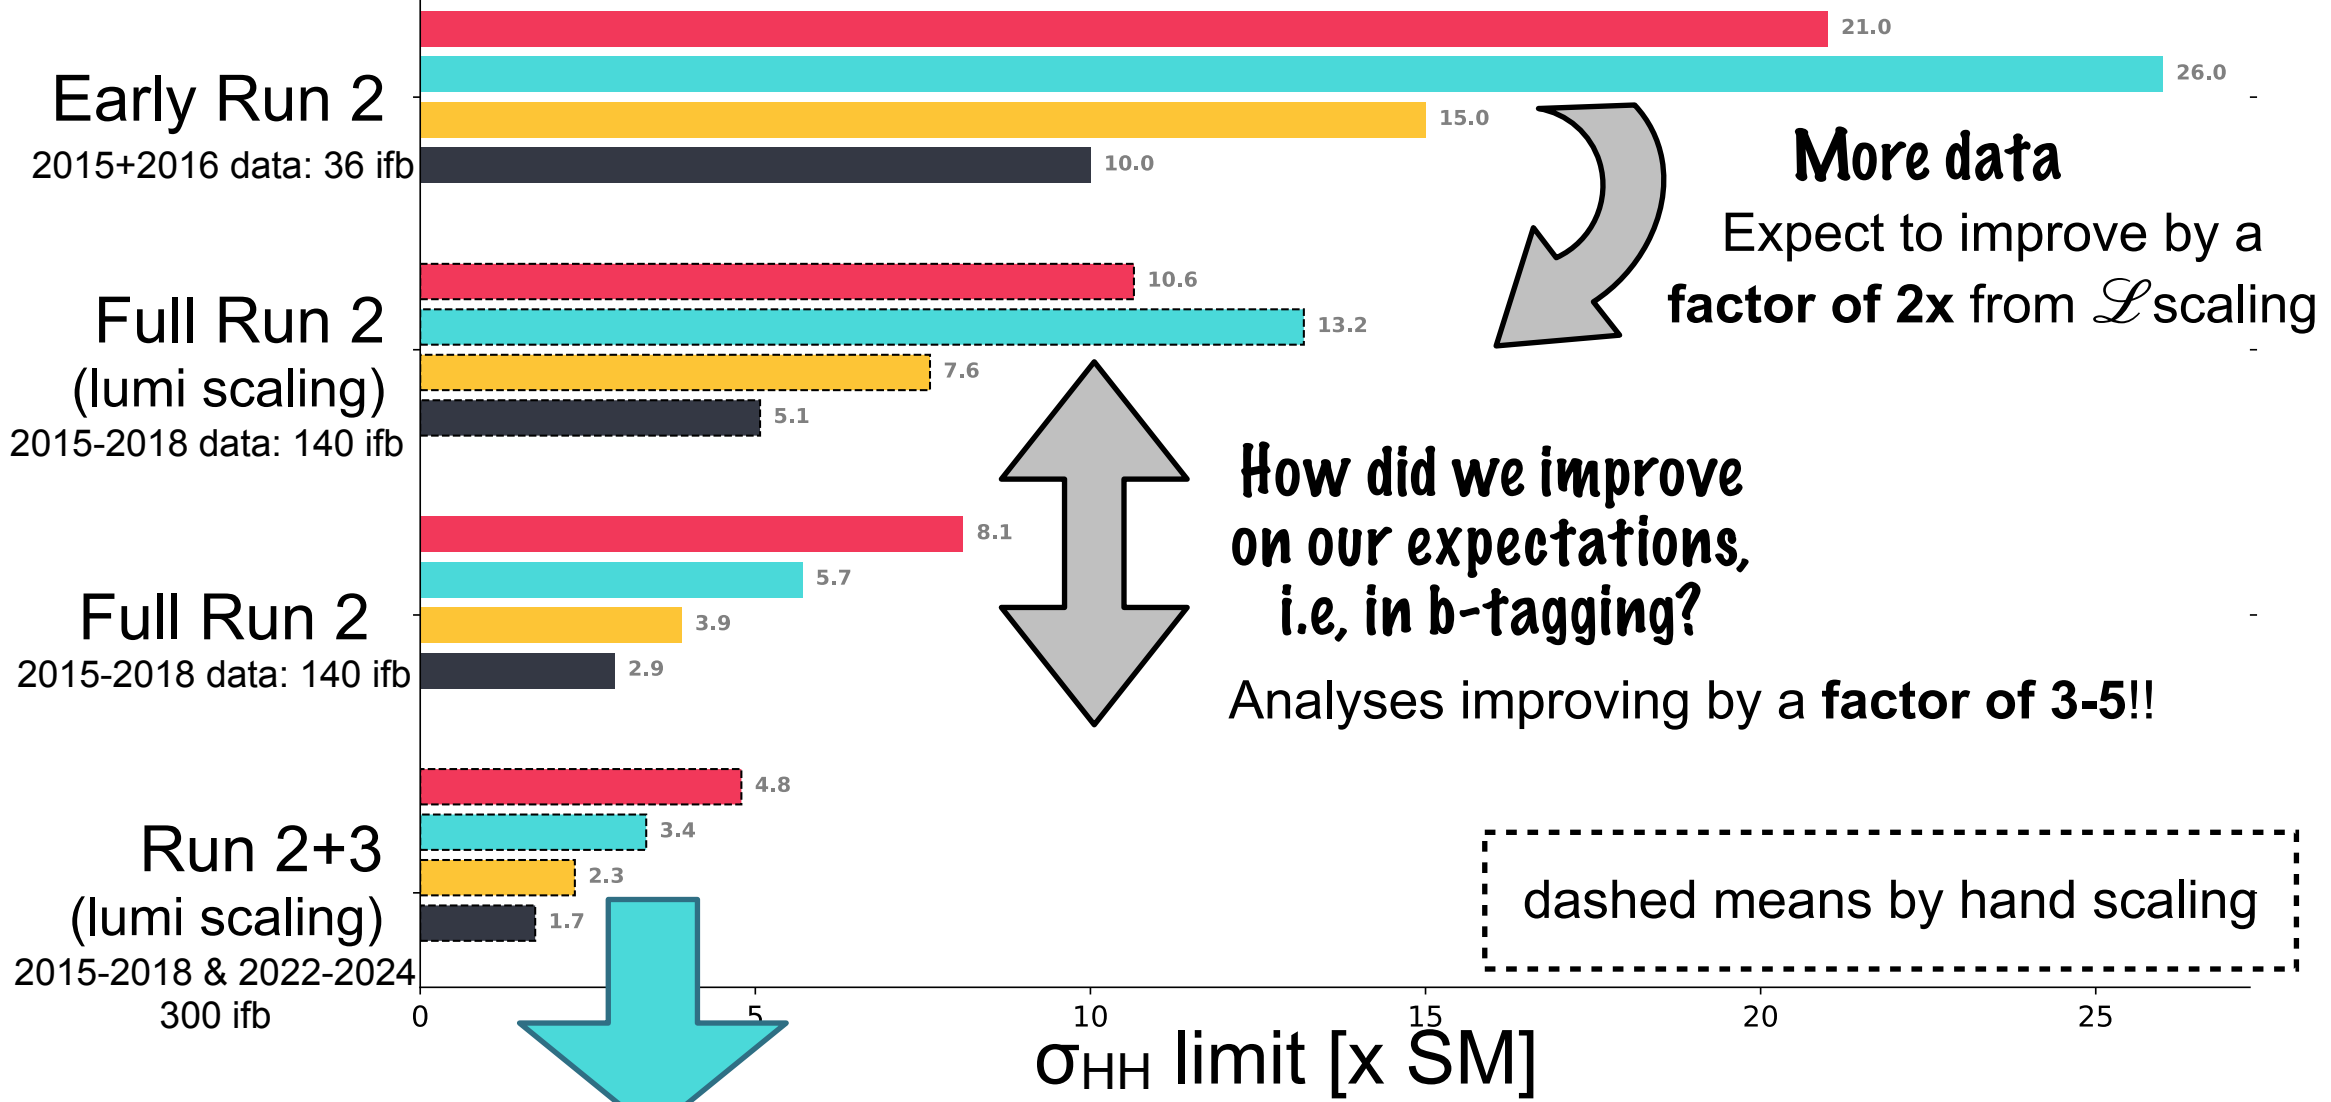 21.0
26.0
Early Run 2
15.0
2015+2016 data: 36 ifb
10.0
More data
Expect to improve by a
factor of 2x from ℒ scaling
10.6
Full Run 2
13.2
(lumi scaling)
7.6
2015-2018 data: 140 ifb
5.1
How did we improve
on our expectations,
i.e, in b-tagging?
Analyses improving by a factor of 3-5!!
8.1
5.7
Full Run 2
3.9
2015-2018 data: 140 ifb
2.9
4.8
Run 2+3
3.4
(lumi scaling)
2.3
1.7
2015-2018 & 2022-2024
300 ifb
dashed means by hand scaling
0 5 10 15 20 25
σHH limit [x SM]